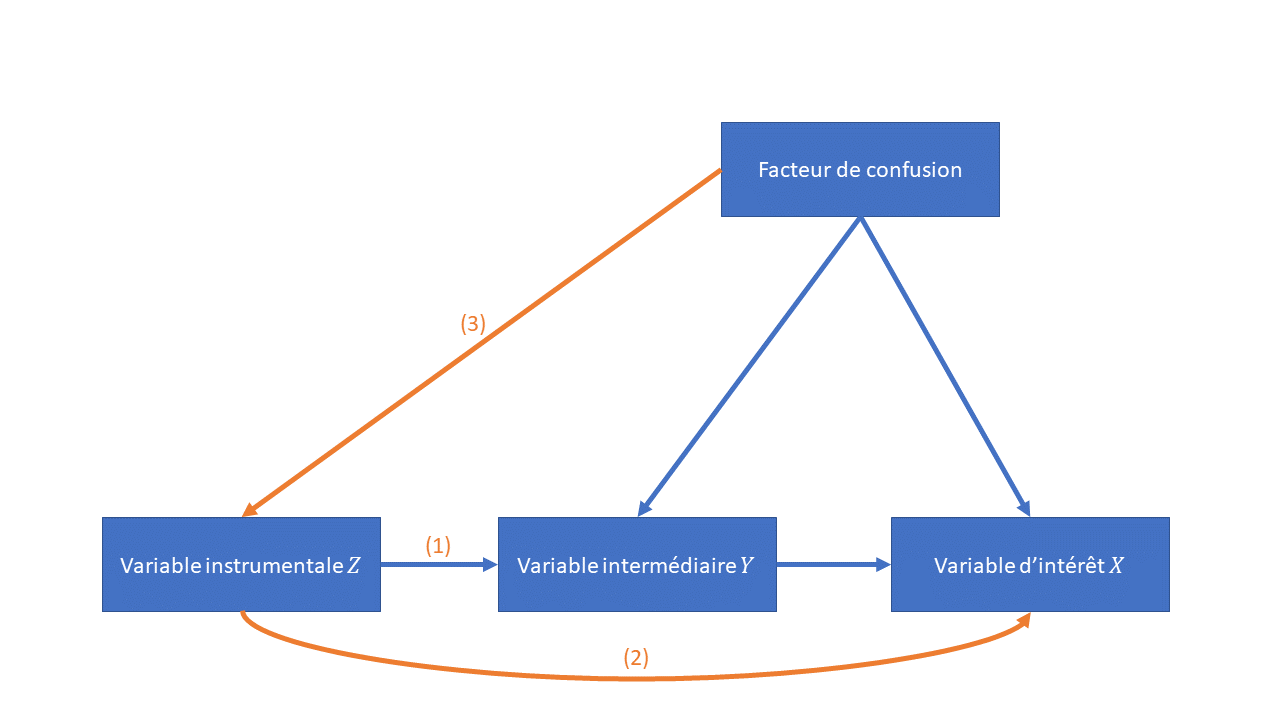 Facteur de confusion
(3)
(1)
Variable instrumentale Z
Variable intermédiaire Y
Variable d’intérêt X
(2)